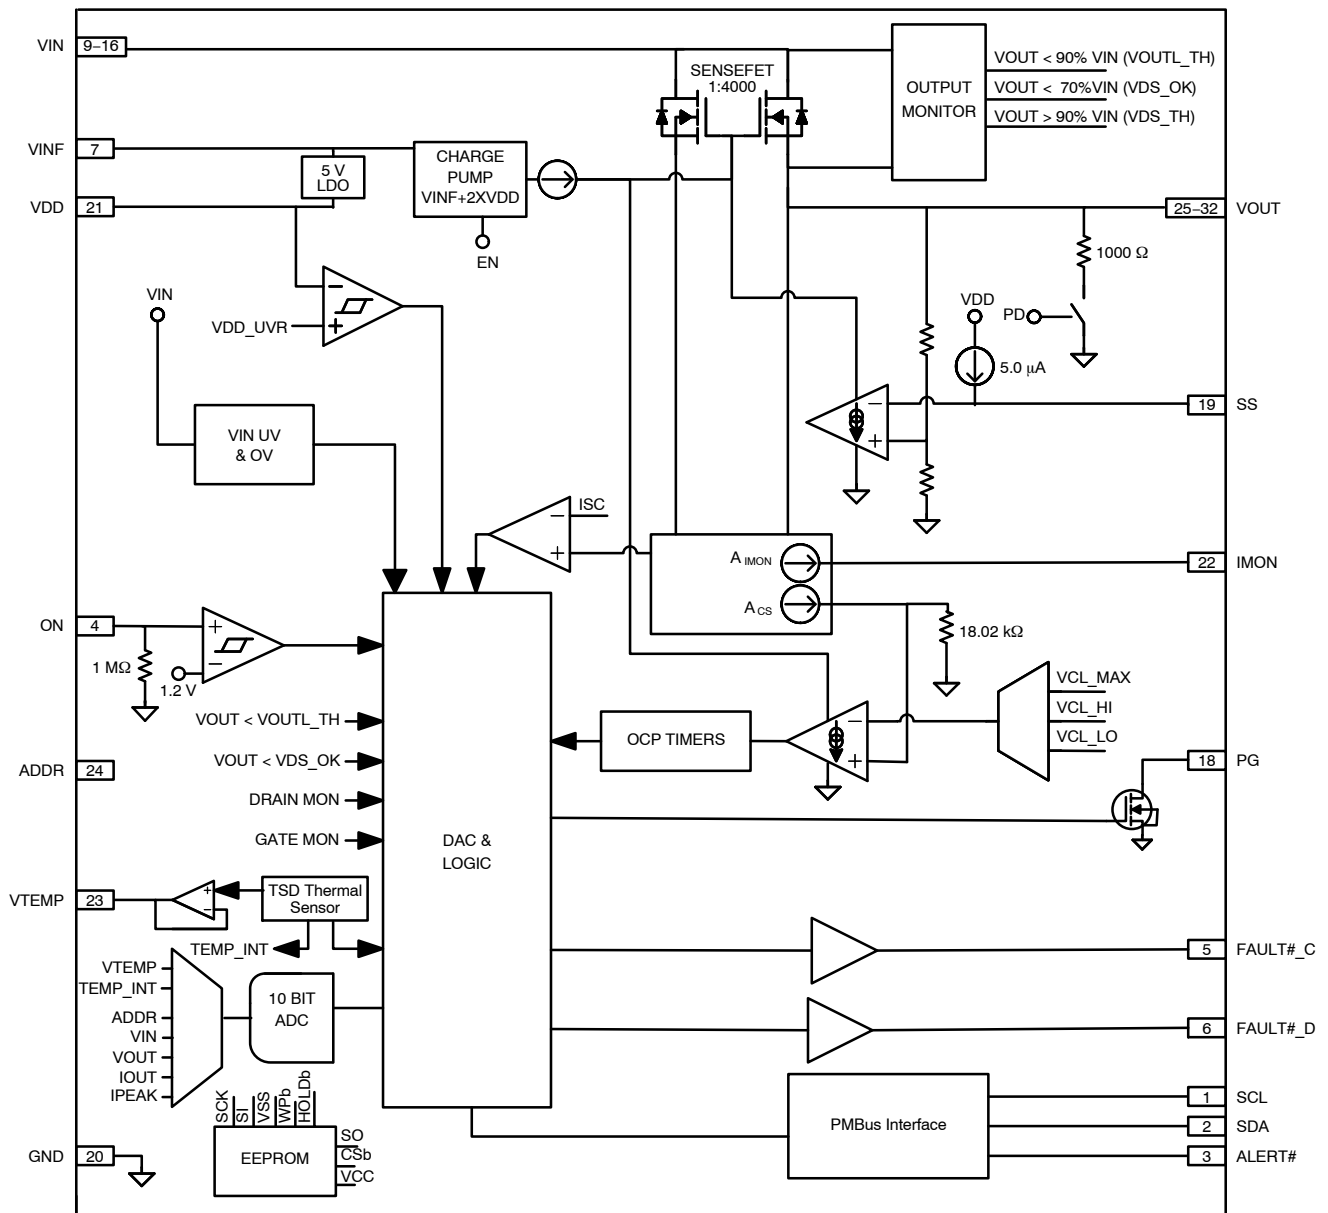 VIN
9–16
SENSEFET
1:4000
OUTPUT
MONITOR
VOUT < 90% VIN (VOUTL_TH)
VOUT < 70%VIN (VDS_OK)
VOUT > 90% VIN (VDS_TH)
VINF
7
5 V
LDO
CHARGE
PUMP
VINF+2XVDD
EN
VDD
21
25–32
VOUT
1000 Ω
VIN
VDD_UVR
–
+
VDD
PD
5.0 µA
–
+
19
SS
VIN UV
& OV
ISC
–
+
A IMON
22
IMON
A CS
18.02 kΩ
ON
4
+
–
1 MΩ
1.2 V
VCL_MAX
VCL_HI
VCL_LO
VOUT < VOUTL_TH
OCP TIMERS
–
+
VOUT < VDS_OK
ADDR
24
18
PG
DRAIN MON
GATE MON
DAC &
LOGIC
VTEMP
23
+
–
TSD Thermal
Sensor
TEMP_INT
5
FAULT#_C
VTEMP
TEMP_INT
ADDR
VIN
VOUT
IOUT
IPEAK
10 BIT
ADC
6
FAULT#_D
SCK
SI
VSS
WPb
HOLDb
EEPROM
SO
CSb
VCC
PMBus Interface
1
SCL
2
SDA
3
ALERT#
GND
20